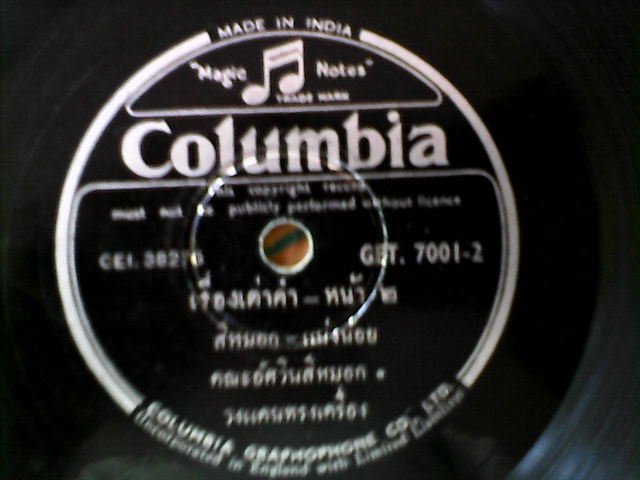 MADE IN INDIA
"Magic Notes"
TRADE MARK
Columbia
This copyright record
must not be publicly performed without licence
CEI. 3827 GET. 7001-2
เรื่องเต่าคำ – หน้า ๒
สีหมอก – แม่งน้อย
คณะอัศวินสีหมอก
วงแคนทรงเครื่อง
COLUMBIA GRAPHOPHONE CO. LTD.
(Incorporated in England with Limited Liability)